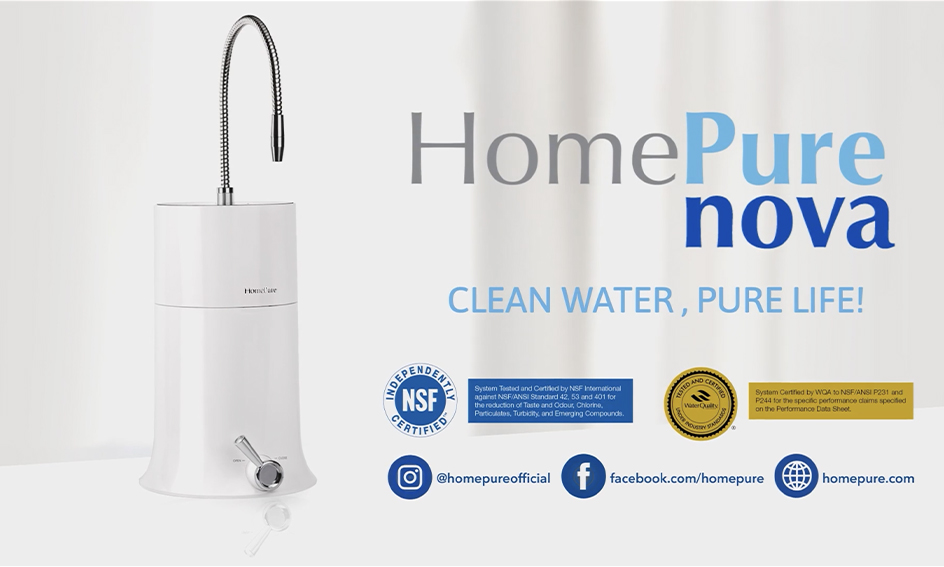 HomePure
nova
CLEAN WATER , PURE LIFE!
HomePure
INDEPENDENTLY
NSF
CERTIFIED
System Tested and Certified by NSF International
against NSF/ANSI Standard 42, 53 and 401 for
the reduction of Taste and Odour, Chlorine,
Particulates, Turbidity, and Emerging Compounds.
TESTED AND CERTIFIED
WaterQuality
UNDER INDUSTRY STANDARDS
System Certified by WQA to NSF/ANSI P231 and
P244 for the specific performance claims specified
on the Performance Data Sheet.
@homepureofficial
facebook.com/homepure
homepure.com